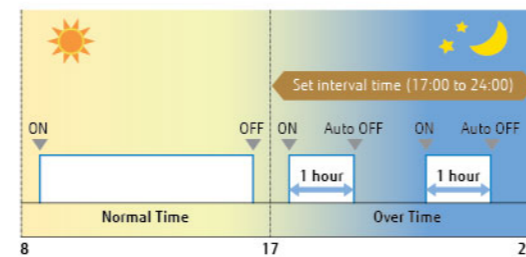 Set interval time (17:00 to 24:00)
ON OFF ON Auto OFF ON Auto OFF
1 hour 1 hour
Normal Time Over Time
8 17 2